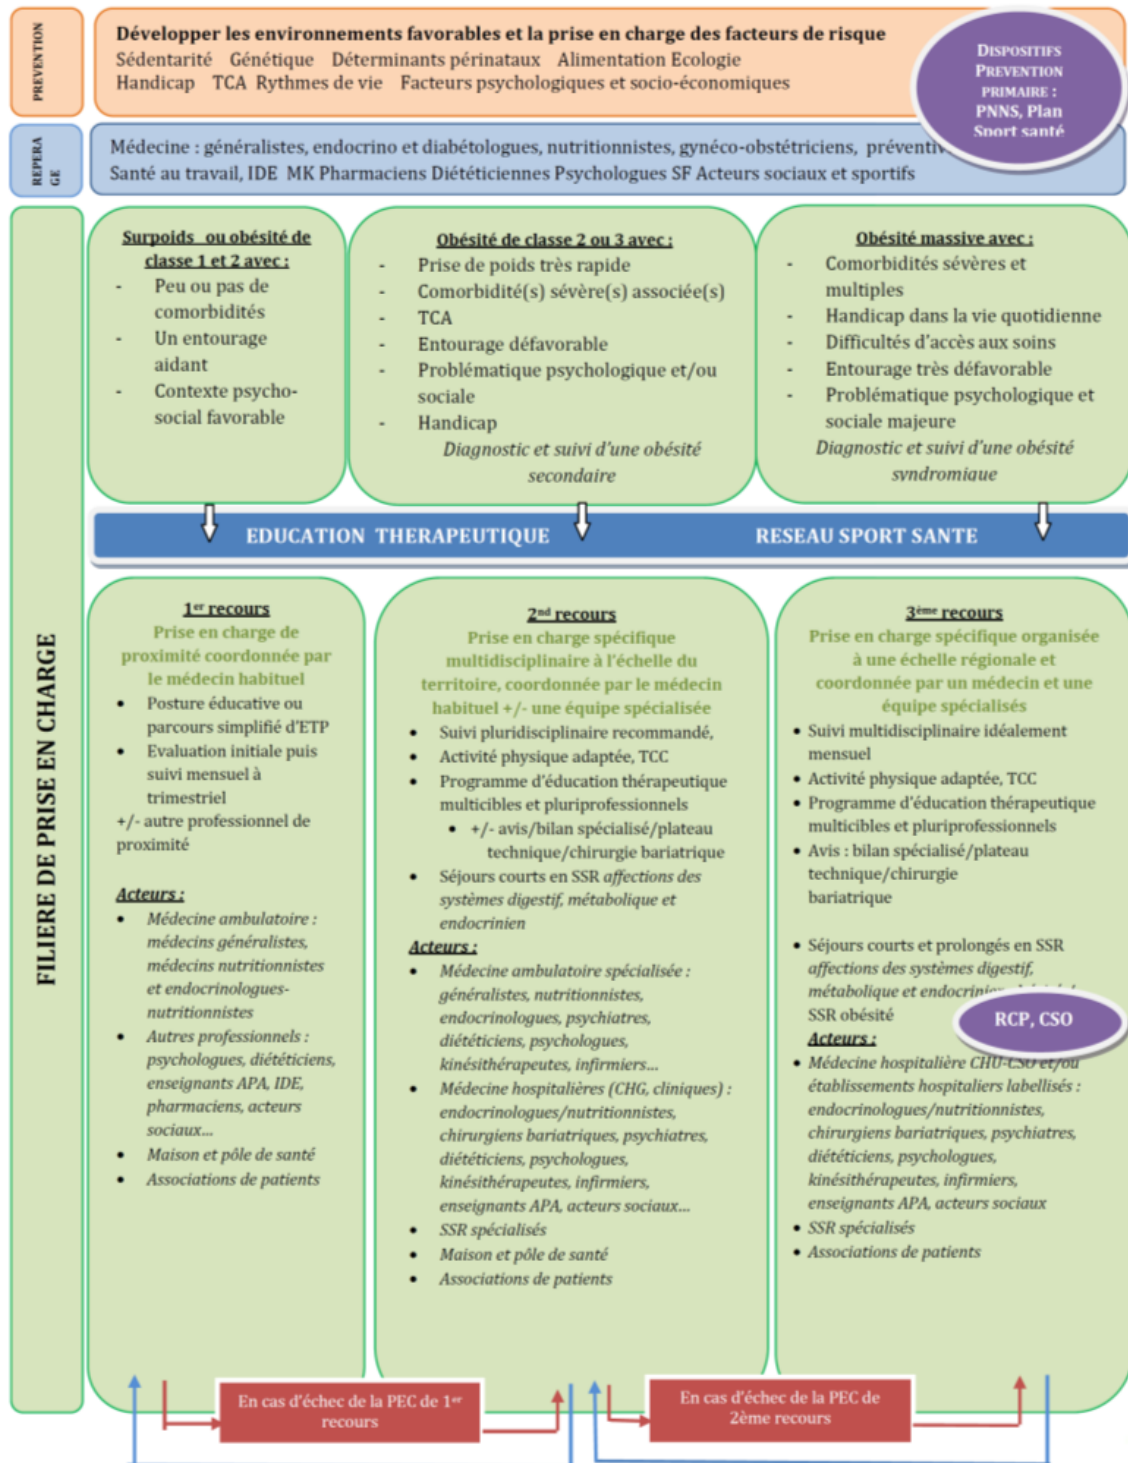 PREVENTION
Développer les environnements favorables et la prise en charge des facteurs de risque
Sédentarité Génétique Déterminants périnataux Alimentation Ecologie
Handicap TCA Rythmes de vie Facteurs psychologiques et socio-économiques
DISPOSITIFS
PREVENTION
PRIMAIRE :
PNNS, Plan
Sport santé
REPERA
GE
Médecine : généralistes, endocrino et diabétologues, nutritionnistes, gynéco-obstétriciens, préventiv
Santé au travail, IDE MK Pharmaciens Diététiciennes Psychologues SF Acteurs sociaux et sportifs
FILIERE DE PRISE EN CHARGE
Surpoids ou obésité de
classe 1 et 2 avec :
- Peu ou pas de
comorbidités
- Un entourage
aidant
- Contexte psycho-
social favorable
Obésité de classe 2 ou 3 avec :
- Prise de poids très rapide
- Comorbidité(s) sévère(s) associée(s)
- TCA
- Entourage défavorable
- Problématique psychologique et/ou
sociale
- Handicap
Diagnostic et suivi d'une obésité
secondaire
Obésité massive avec :
- Comorbidités sévères et
multiples
- Handicap dans la vie quotidienne
- Difficultés d'accès aux soins
- Entourage très défavorable
- Problématique psychologique et
sociale majeure
Diagnostic et suivi d'une obésité
syndromique
EDUCATION THERAPEUTIQUE
RESEAU SPORT SANTE
1er recours
Prise en charge de
proximité coordonnée par
le médecin habituel
• Posture éducative ou
parcours simplifié d'ETP
• Evaluation initiale puis
suivi mensuel à
trimestriel
+/- autre professionnel de
proximité
Acteurs :
• Médecine ambulatoire :
médecins généralistes,
médecins nutritionnistes
et endocrinologues-
nutritionnistes
• Autres professionnels :
psychologues, diététiciens,
enseignants APA, IDE,
pharmaciens, acteurs
sociaux...
• Maison et pôle de santé
• Associations de patients
2nd recours
Prise en charge spécifique
multidisciplinaire à l'échelle du
territoire, coordonnée par le médecin
habituel +/- une équipe spécialisée
• Suivi pluridisciplinaire recommandé,
• Activité physique adaptée, TCC
• Programme d'éducation thérapeutique
multicibles et pluriprofessionnels
• +/- avis/bilan spécialisé/plateau
technique/chirurgie bariatrique
• Séjours courts en SSR affections des
systèmes digestif, métabolique et
endocrinien
Acteurs :
• Médecine ambulatoire spécialisée :
généralistes, nutritionnistes,
endocrinologues, psychiatres,
diététiciens, psychologues,
kinésithérapeutes, infirmiers...
• Médecine hospitalières (CHG, cliniques) :
endocrinologues/nutritionnistes,
chirurgiens bariatriques, psychiatres,
diététiciens, psychologues,
kinésithérapeutes, infirmiers,
enseignants APA, acteurs sociaux...
• SSR spécialisés
• Maison et pôle de santé
• Associations de patients
3ème recours
Prise en charge spécifique organisée
à une échelle régionale et
coordonnée par un médecin et une
équipe spécialisés
• Suivi multidisciplinaire idéalement
mensuel
• Activité physique adaptée, TCC
• Programme d'éducation thérapeutique
multicibles et pluriprofessionnels
• Avis : bilan spécialisé/plateau
technique/chirurgie
bariatrique
• Séjours courts et prolongés en SSR
affections des systèmes digestif,
métabolique et endocrinien
SSR obésité
RCP, CSO
Acteurs :
• Médecine hospitalière CHU-CSO et/ou
établissements hospitaliers labellisés :
endocrinologues/nutritionnistes,
chirurgiens bariatriques, psychiatres,
diététiciens, psychologues,
kinésithérapeutes, infirmiers,
enseignants APA, acteurs sociaux
• SSR spécialisés
• Associations de patients
En cas d'échec de la PEC de 1er
recours
En cas d'échec de la PEC de
2ème recours